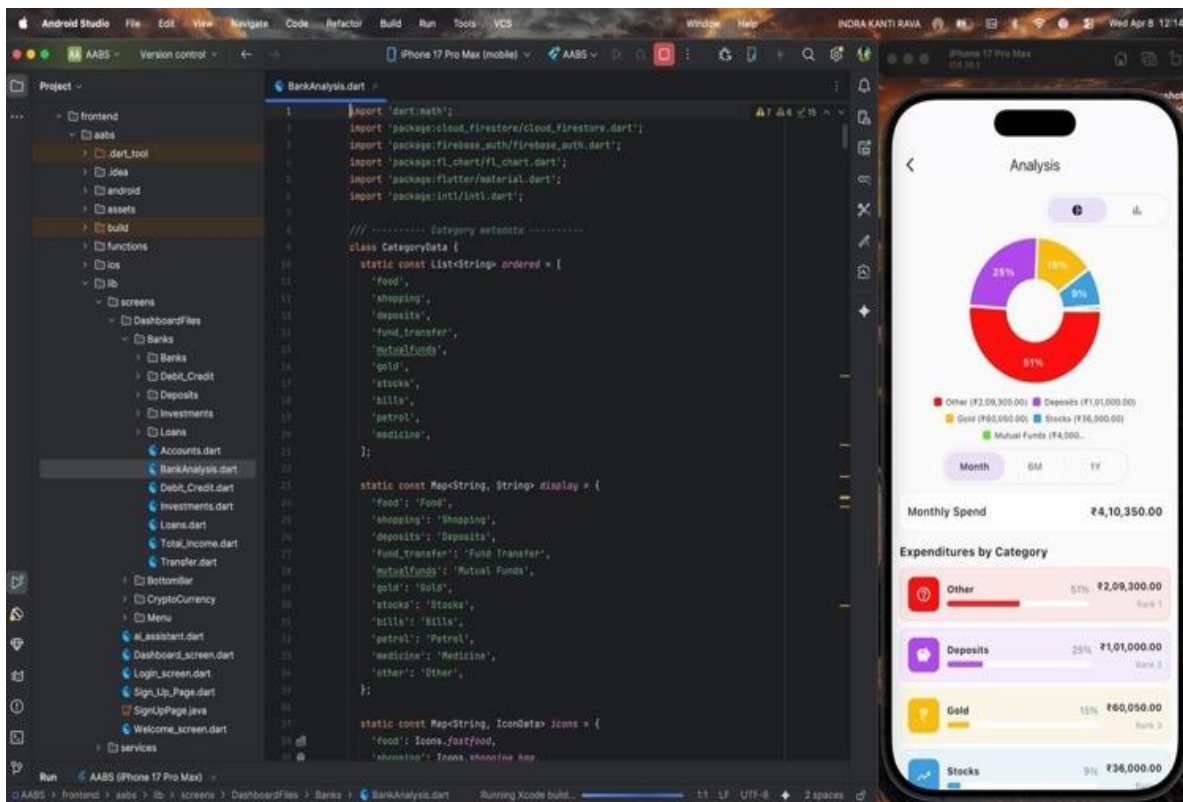 Android Studio File Edit View Navigate Code Refactor Build Run Tools VCS Window Help INDRA KANTI RAVA Wed Apr 8 12:14
AABS Version control iPhone 17 Pro Max (mobile) AABS
iPhone 17 Pro Max
Project
frontend
aabs
.dart_tool
.idea
android
assets
build
functions
ios
lib
screens
DashboardFiles
Banks
Banks
Debit_Credit
Deposits
Investments
Loans
Accounts.dart
BankAnalysis.dart
Debit_Credit.dart
Investments.dart
Loans.dart
Total_Income.dart
Transfer.dart
BottomBar
CryptoCurrency
Menu
ai_assistant.dart
Dashboard_screen.dart
Login_screen.dart
Sign_Up_Page.dart
SignUpPage.java
Welcome_screen.dart
services
BankAnalysis.dart
import 'dart:math';
import 'package:cloud_firestore/cloud_firestore.dart';
import 'package:firebase_auth/firebase_auth.dart';
import 'package:fl_chart/fl_chart.dart';
import 'package:flutter/material.dart';
import 'package:intl/intl.dart';
/// ---------- Category metadata ----------
class CategoryData {
static const List<String> ordered = [
'food',
'shopping',
'deposits',
'fund_transfer',
'mutualfunds',
'gold',
'stocks',
'bills',
'petrol',
'medicine',
];
static const Map<String, String> display = {
'food': 'Food',
'shopping': 'Shopping',
'deposits': 'Deposits',
'fund_transfer': 'Fund Transfer',
'mutualfunds': 'Mutual Funds',
'gold': 'Gold',
'stocks': 'Stocks',
'bills': 'Bills',
'petrol': 'Petrol',
'medicine': 'Medicine',
'other': 'Other',
};
static const Map<String, IconData> icons = {
'food': Icons.fastfood,
'shopping': Icons.shopping_bag,
Run AABS (iPhone 17 Pro Max)
AABS > frontend > aabs > lib > screens > DashboardFiles > Banks > BankAnalysis.dart Running Xcode build... 1:1 LF UTF-8 2 spaces
Analysis
25%
15%
9%
51%
Other (₹2,09,300.00) Deposits (₹1,01,000.00)
Gold (₹60,050.00) Stocks (₹36,000.00)
Mutual Funds (₹4,000...
Month 6M 1Y
Monthly Spend ₹4,10,350.00
Expenditures by Category
Other 51% ₹2,09,300.00
Rank 1
Deposits 25% ₹1,01,000.00
Rank 2
Gold 15% ₹60,050.00
Rank 3
Stocks 9% ₹36,000.00